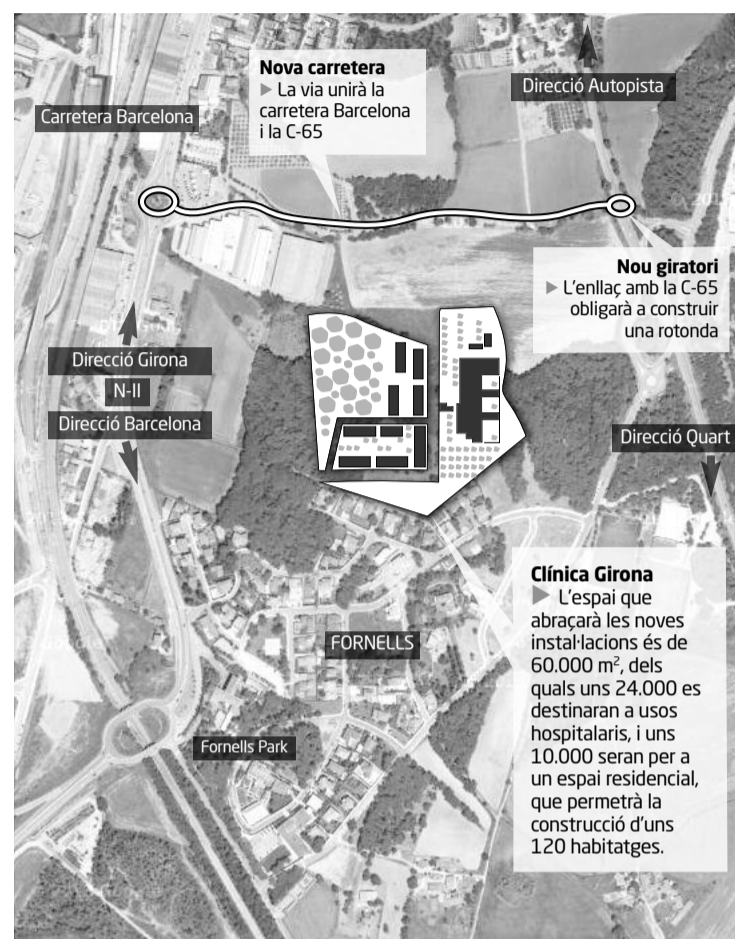 Nova carretera
▶ La via unirà la
carretera Barcelona
i la C-65
Direcció Autopista
Carretera Barcelona
Nou giratori
▶ L'enllaç amb la C-65
obligarà a construir
una rotonda
Direcció Girona
N-II
Direcció Barcelona
Direcció Quart
Clínica Girona
▶ L'espai que
abraçarà les noves
instal·lacions és de
60.000 m², dels
quals uns 24.000 es
destinaran a usos
hospitalaris, i uns
10.000 seran per a
un espai residencial,
que permetrà la
construcció d'uns
120 habitatges.
FORNELLS
Fornells Park